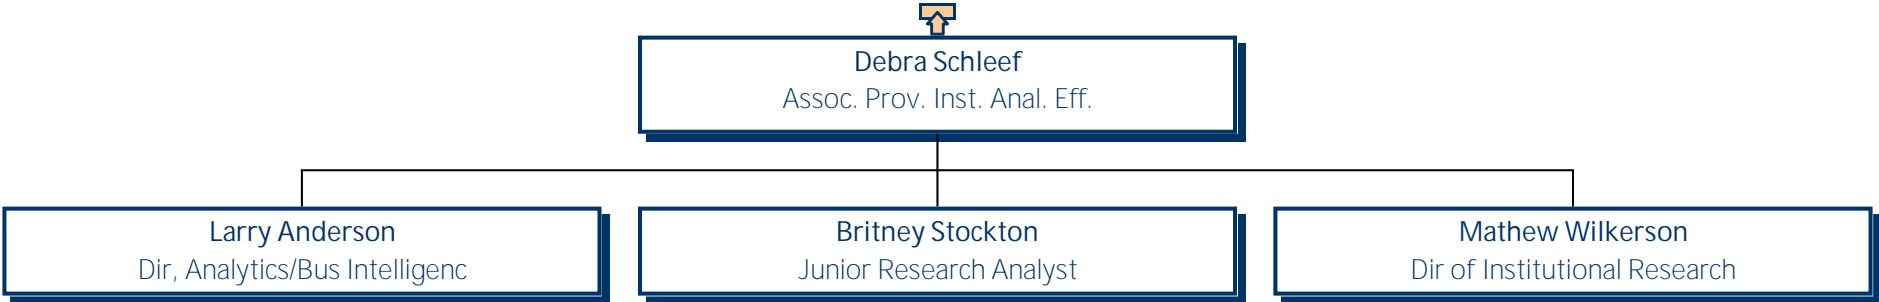 Debra Schleef
Assoc. Prov. Inst. Anal. Eff.
Larry Anderson
Dir, Analytics/Bus Intelligenc
Britney Stockton
Junior Research Analyst
Mathew Wilkerson
Dir of Institutional Research